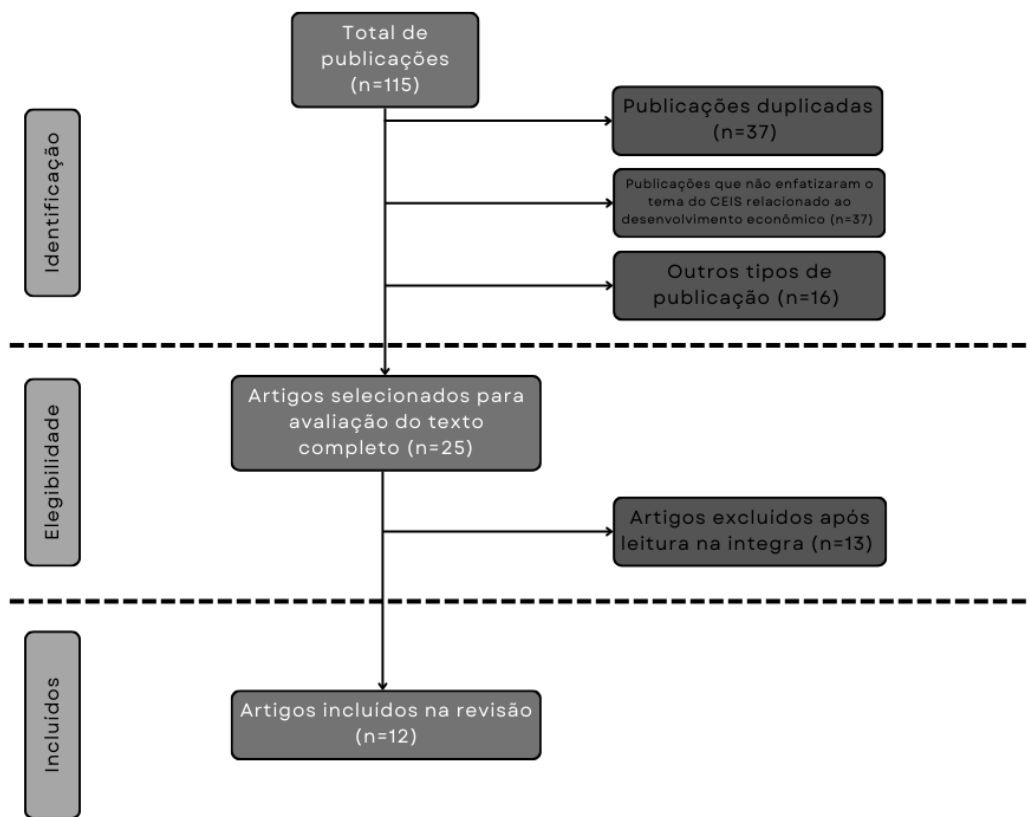 Total de
publicações
(n=115)
Identificação
Publicações duplicadas
(n=37)
Publicações que não enfatizaram o
tema do CEIS relacionado ao
desenvolvimento econômico (n=37)
Outros tipos de
publicação (n=16)
Elegibilidade
Artigos selecionados para
avaliação do texto
completo (n=25)
Artigos excluídos após
leitura na integra (n=13)
Incluídos
Artigos incluídos na revisão
(n=12)